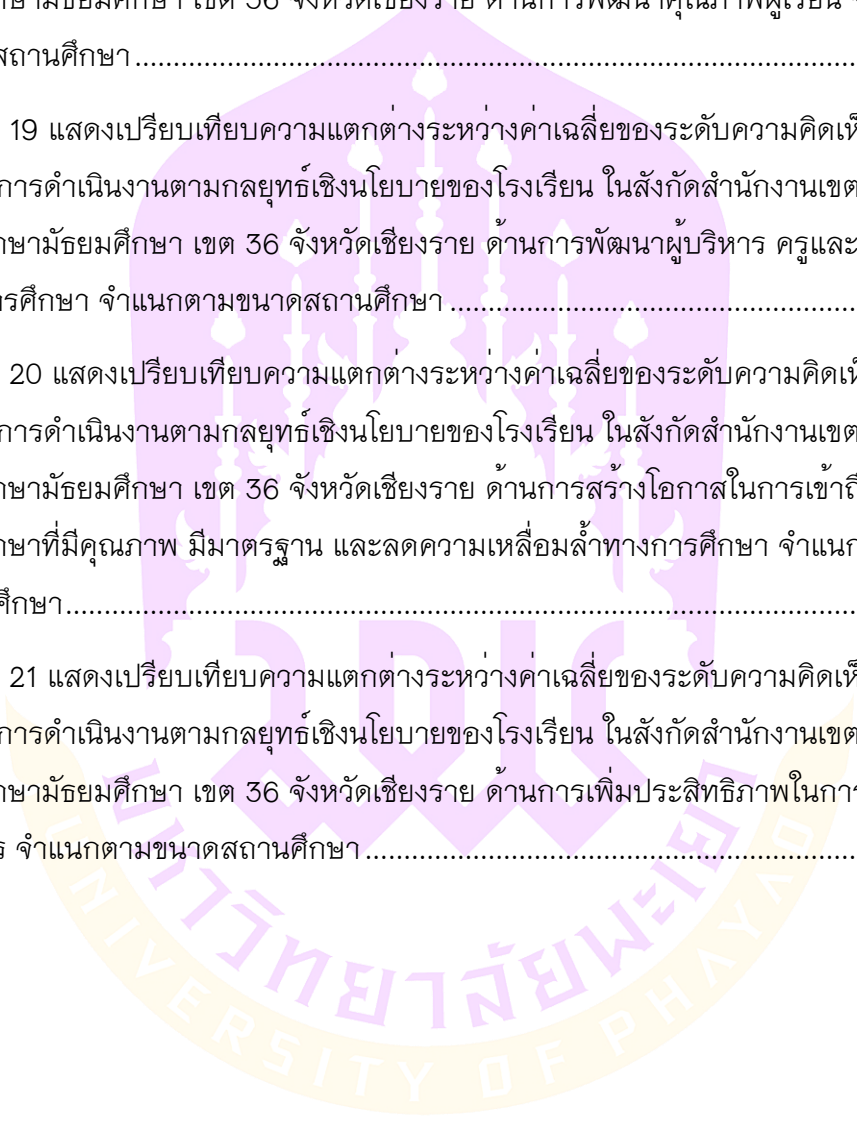 กษามัธยมศึกษา เขต 36 จังหวัดเชียงราย ด้านการพัฒนาคุณภาพผู้เรียน
สถานศึกษา
19 แสดงเปรียบเทียบความแตกต่างระหว่างค่าเฉลี่ยของระดับความคิดเห็
การดำเนินงานตามกลยุทธ์เชิงนโยบายของโรงเรียน ในสังกัดสำนักงานเขต
กษามัธยมศึกษา เขต 36 จังหวัดเชียงราย ด้านการพัฒนาผู้บริหาร ครูและ
รศึกษา จำแนกตามขนาดสถานศึกษา
20 แสดงเปรียบเทียบความแตกต่างระหว่างค่าเฉลี่ยของระดับความคิดเห็
การดำเนินงานตามกลยุทธ์เชิงนโยบายของโรงเรียน ในสังกัดสำนักงานเขต
กษามัธยมศึกษา เขต 36 จังหวัดเชียงราย ด้านการสร้างโอกาสในการเข้าถึ
กษาที่มีคุณภาพ มีมาตรฐาน และลดความเหลื่อมล้ำทางการศึกษา จำแนก
ศึกษา
21 แสดงเปรียบเทียบความแตกต่างระหว่างค่าเฉลี่ยของระดับความคิดเห็
การดำเนินงานตามกลยุทธ์เชิงนโยบายของโรงเรียน ในสังกัดสำนักงานเขต
กษามัธยมศึกษา เขต 36 จังหวัดเชียงราย ด้านการเพิ่มประสิทธิภาพในการ
ร จำแนกตามขนาดสถานศึกษา
มหาวิทยาลัยพะเยา
UNIVERSITY OF PHAYAO